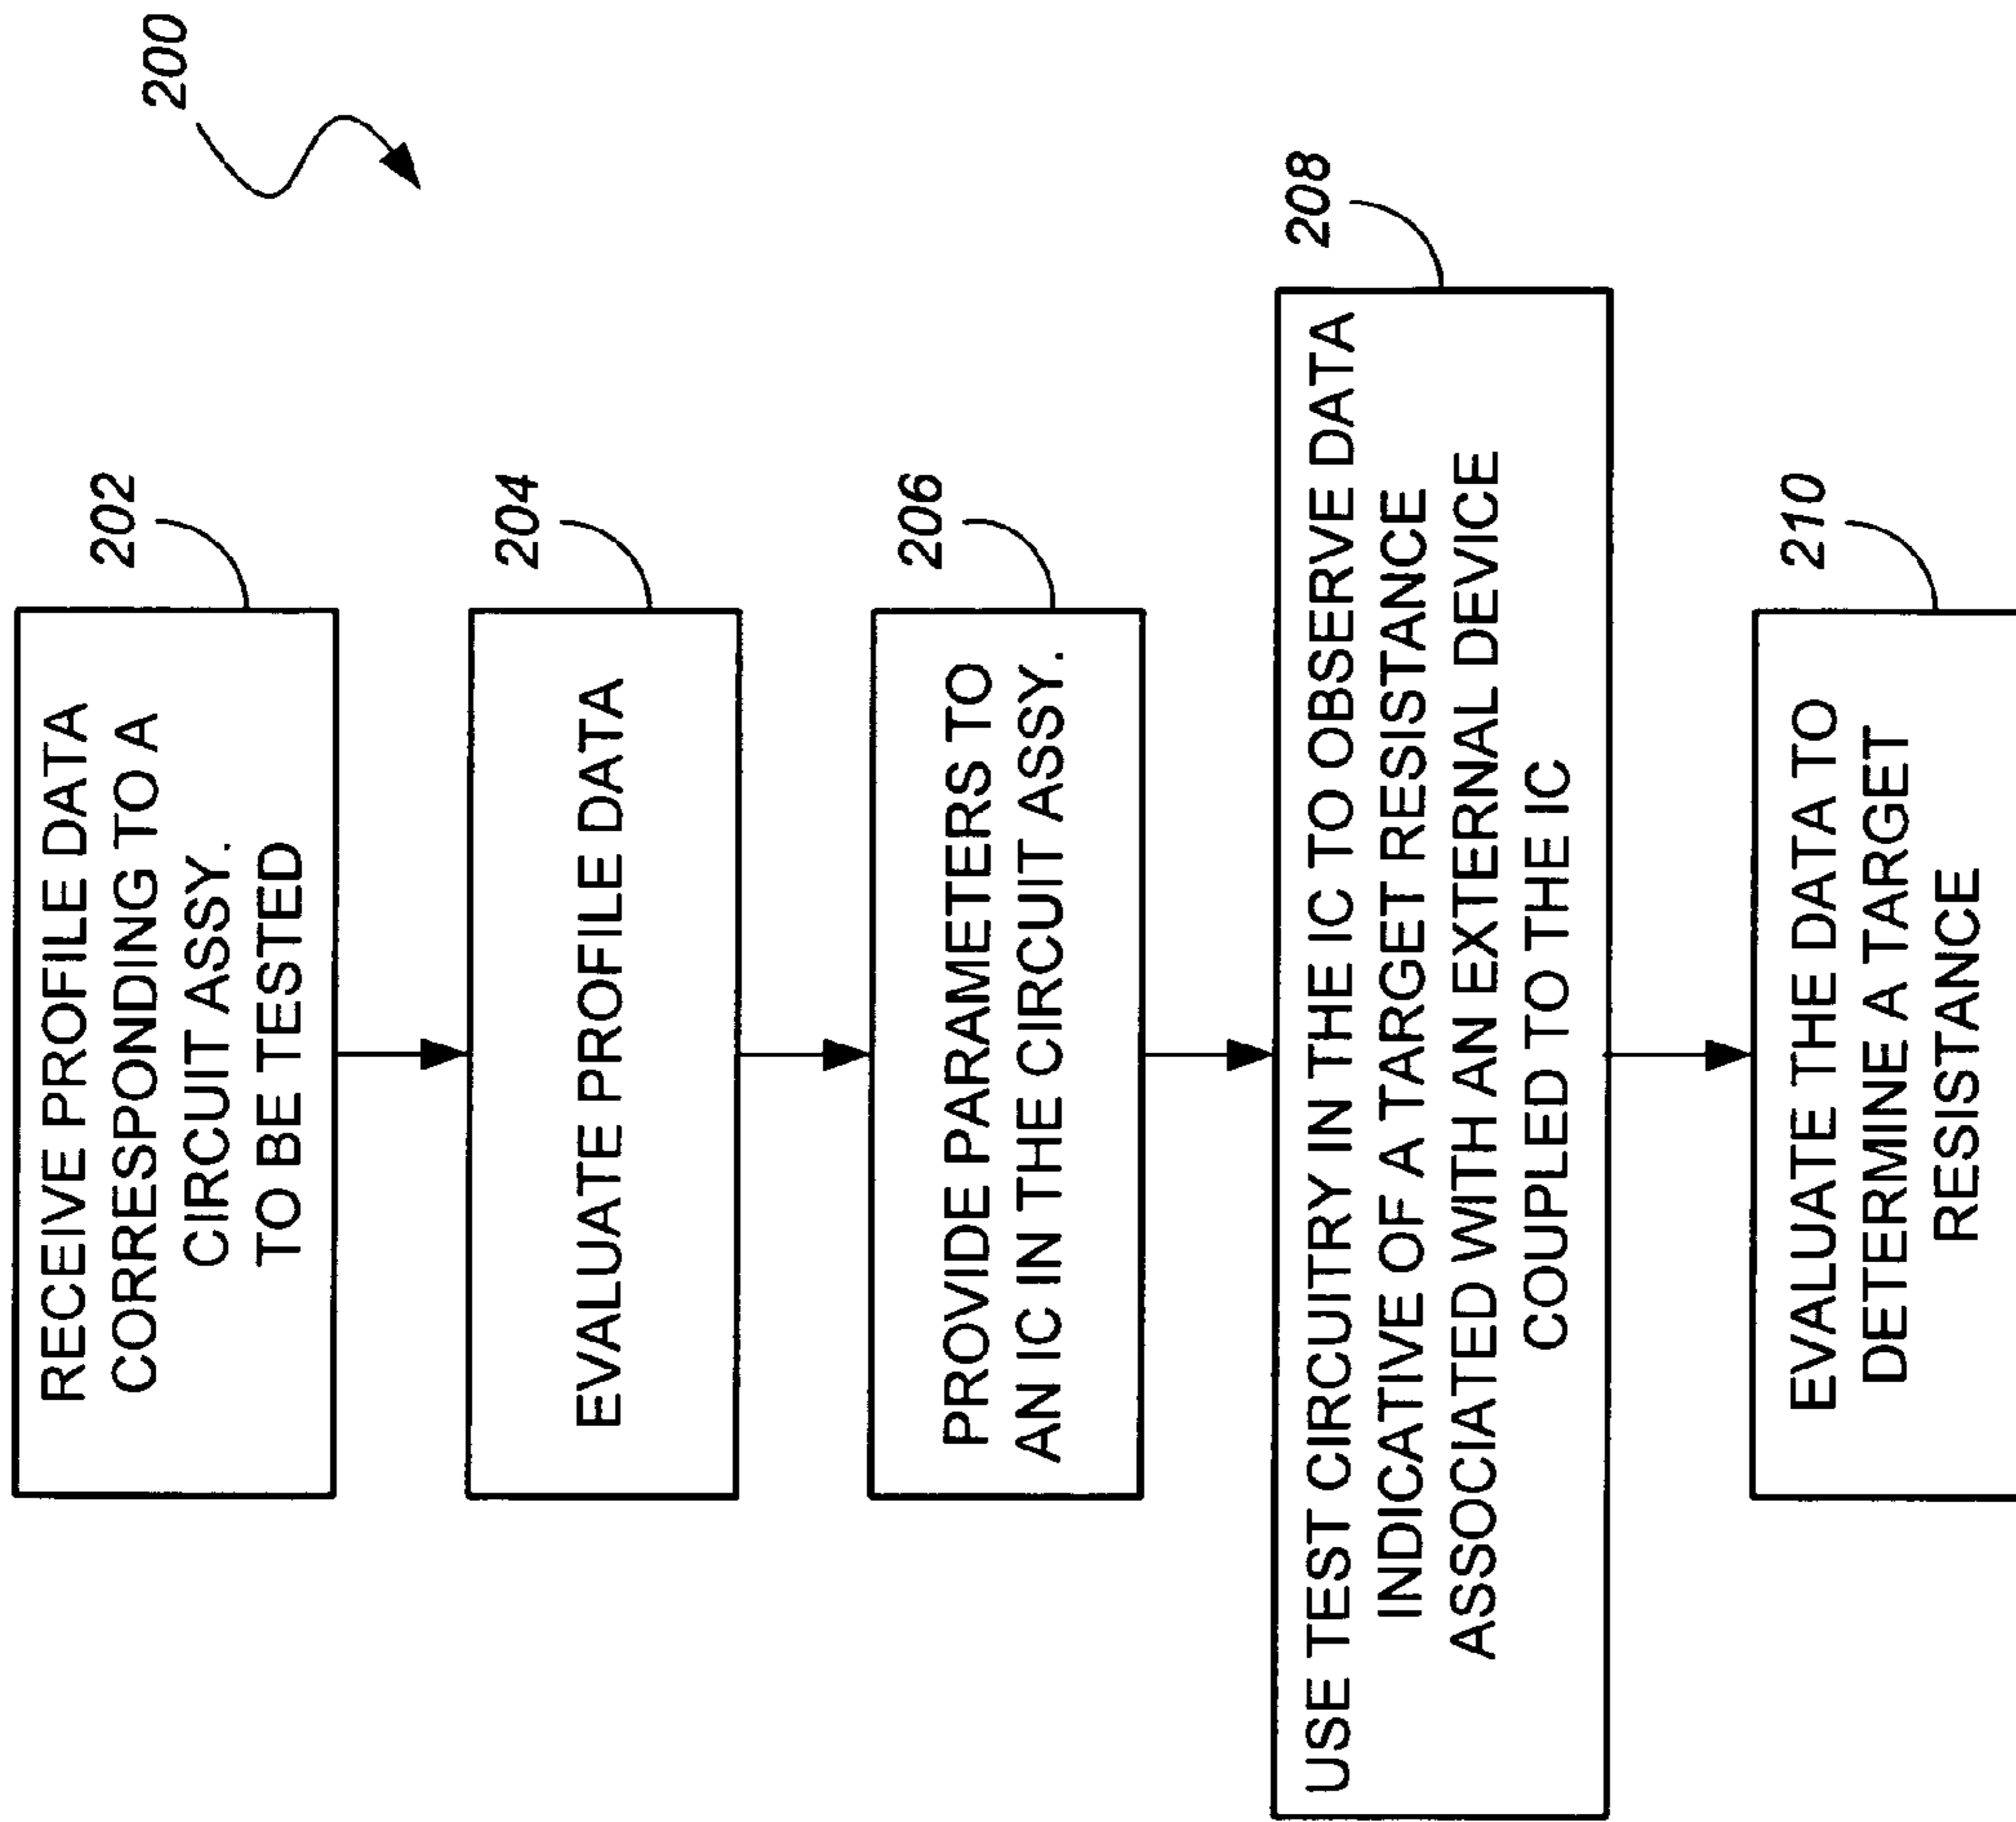 200
202
RECEIVE PROFILE DATA
CORRESPONDING TO A
CIRCUIT ASSY.
TO BE TESTED
204
EVALUATE PROFILE DATA
206
PROVIDE PARAMETERS TO
AN IC IN THE CIRCUIT ASSY.
208
USE TEST CIRCUITRY IN THE IC TO OBSERVE DATA
INDICATIVE OF A TARGET RESISTANCE
ASSOCIATED WITH AN EXTERNAL DEVICE
COUPLED TO THE IC
210
EVALUATE THE DATA TO
DETERMINE A TARGET
RESISTANCE